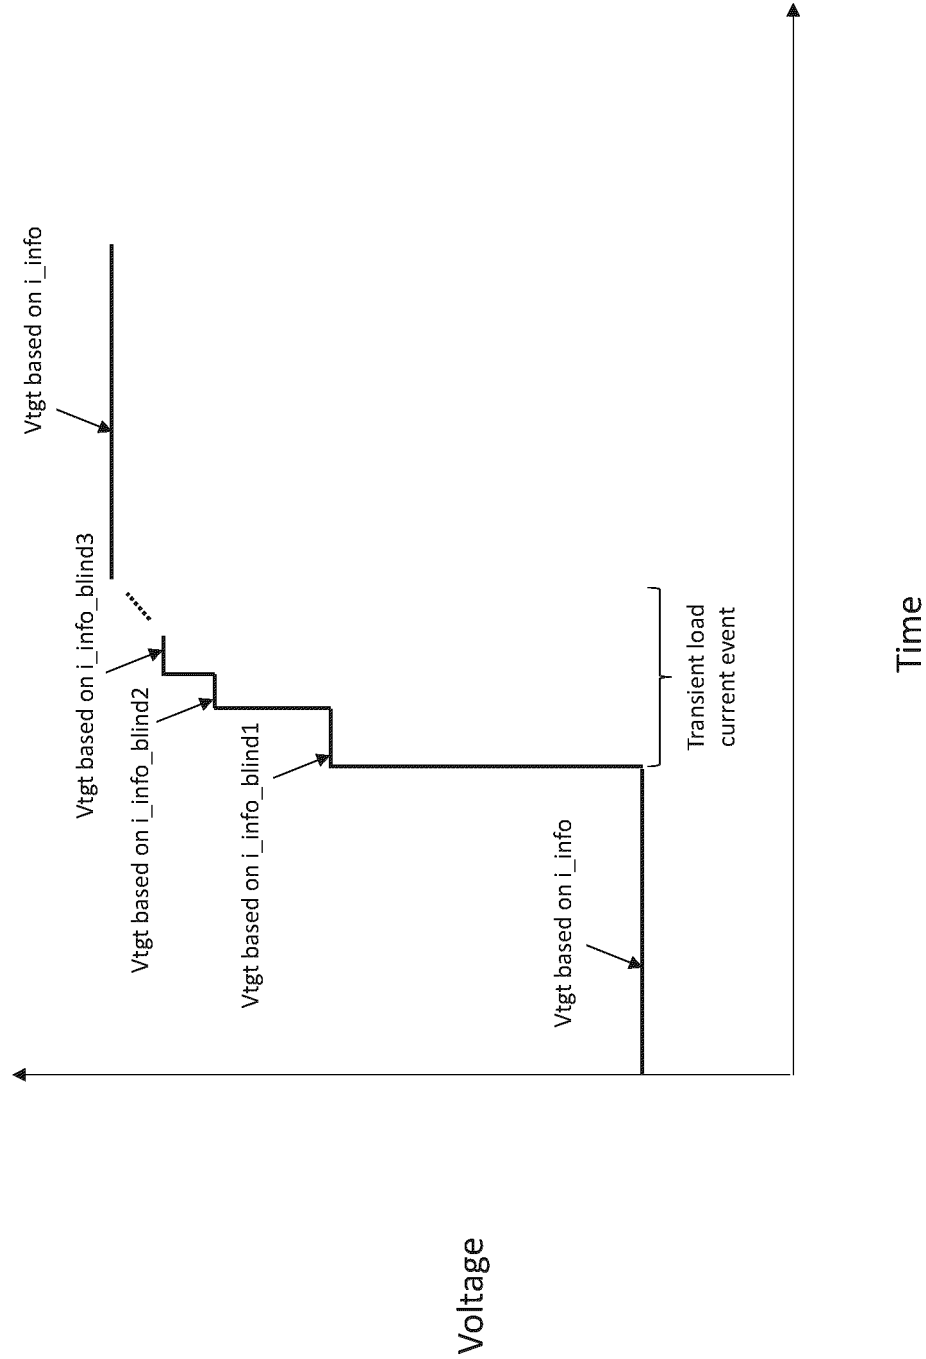 Vtgt based on i_info
Vtgt based on i_info_blind3
Vtgt based on i_info_blind2
Vtgt based on i_info_blind1
Vtgt based on i_info
Transient load
current event
Voltage
Time